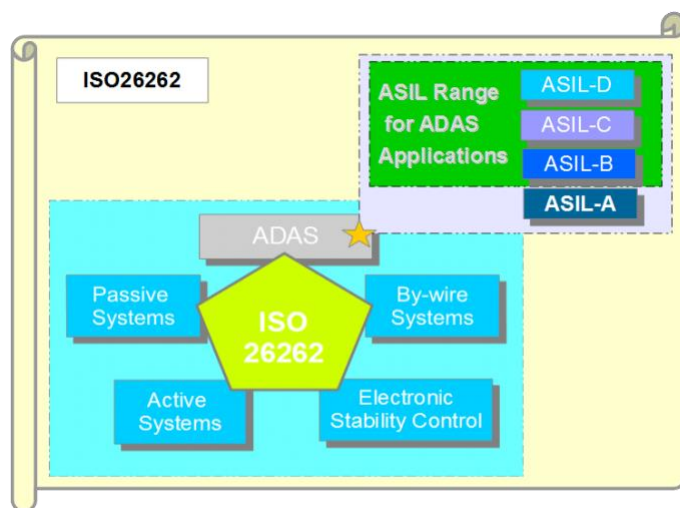 ISO26262
ASIL Range
for ADAS
Applications
ASIL-D
ASIL-C
ASIL-B
ASIL-A
ADAS
Passive
Systems
ISO
26262
By-wire
Systems
Active
Systems
Electronic
Stability Control